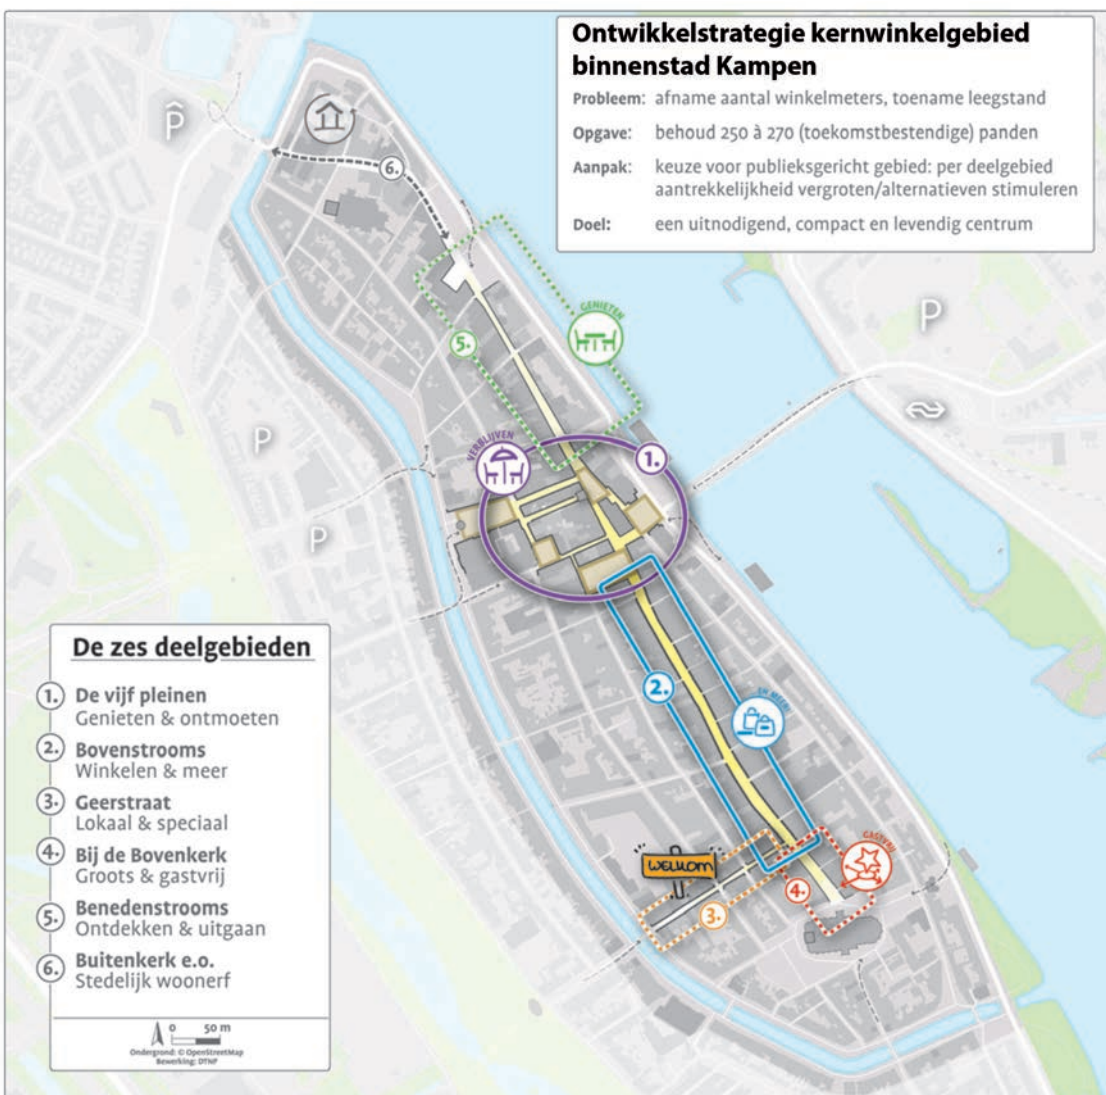 Ontwikkelstrategie kernwinkelgebied
binnenstad Kampen
Probleem: afname aantal winkelmeters, toename leegstand
Opgave: behoud 250 à 270 (toekomstbestendige) panden
Aanpak: keuze voor publieksgericht gebied: per deelgebied
aantrekkelijkheid vergroten/alternatieven stimuleren
Doel: een uitnodigend, compact en levendig centrum
P
6.
GENIETEN
P
5.
P
VERBLIJVEN
1.
P
2.
EN MEER!
WELKOM
GASTVRIJ
4.
3.
De zes deelgebieden
1. De vijf pleinen
Genieten & ontmoeten
2. Bovenstrooms
Winkelen & meer
3. Geerstraat
Lokaal & speciaal
4. Bij de Bovenkerk
Groots & gastvrij
5. Benedenstrooms
Ontdekken & uitgaan
6. Buitenkerk e.o.
Stedelijk woonerf
0 50 m
Ondergrond: © OpenStreetMap
Bewerking: DTNP